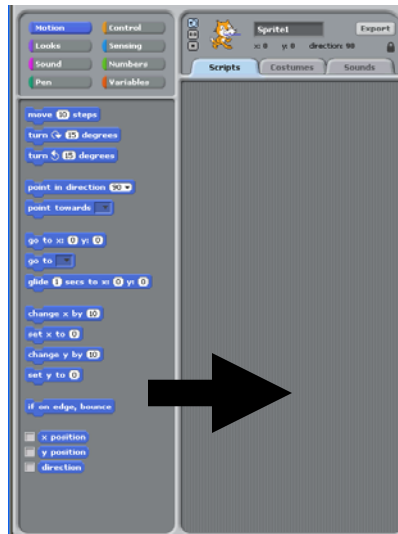 Motion Control
Looks Sensing
Sound Numbers
Pen Variables
Sprite1 Export
x: 0 y: 0 direction: 90
Scripts Costumes Sounds
move 10 steps
turn 15 degrees
turn 15 degrees
point in direction 90
point towards
go to x: 0 y: 0
go to
glide 1 secs to x: 0 y: 0
change x by 10
set x to 0
change y by 10
set y to 0
if on edge, bounce
x position
y position
direction